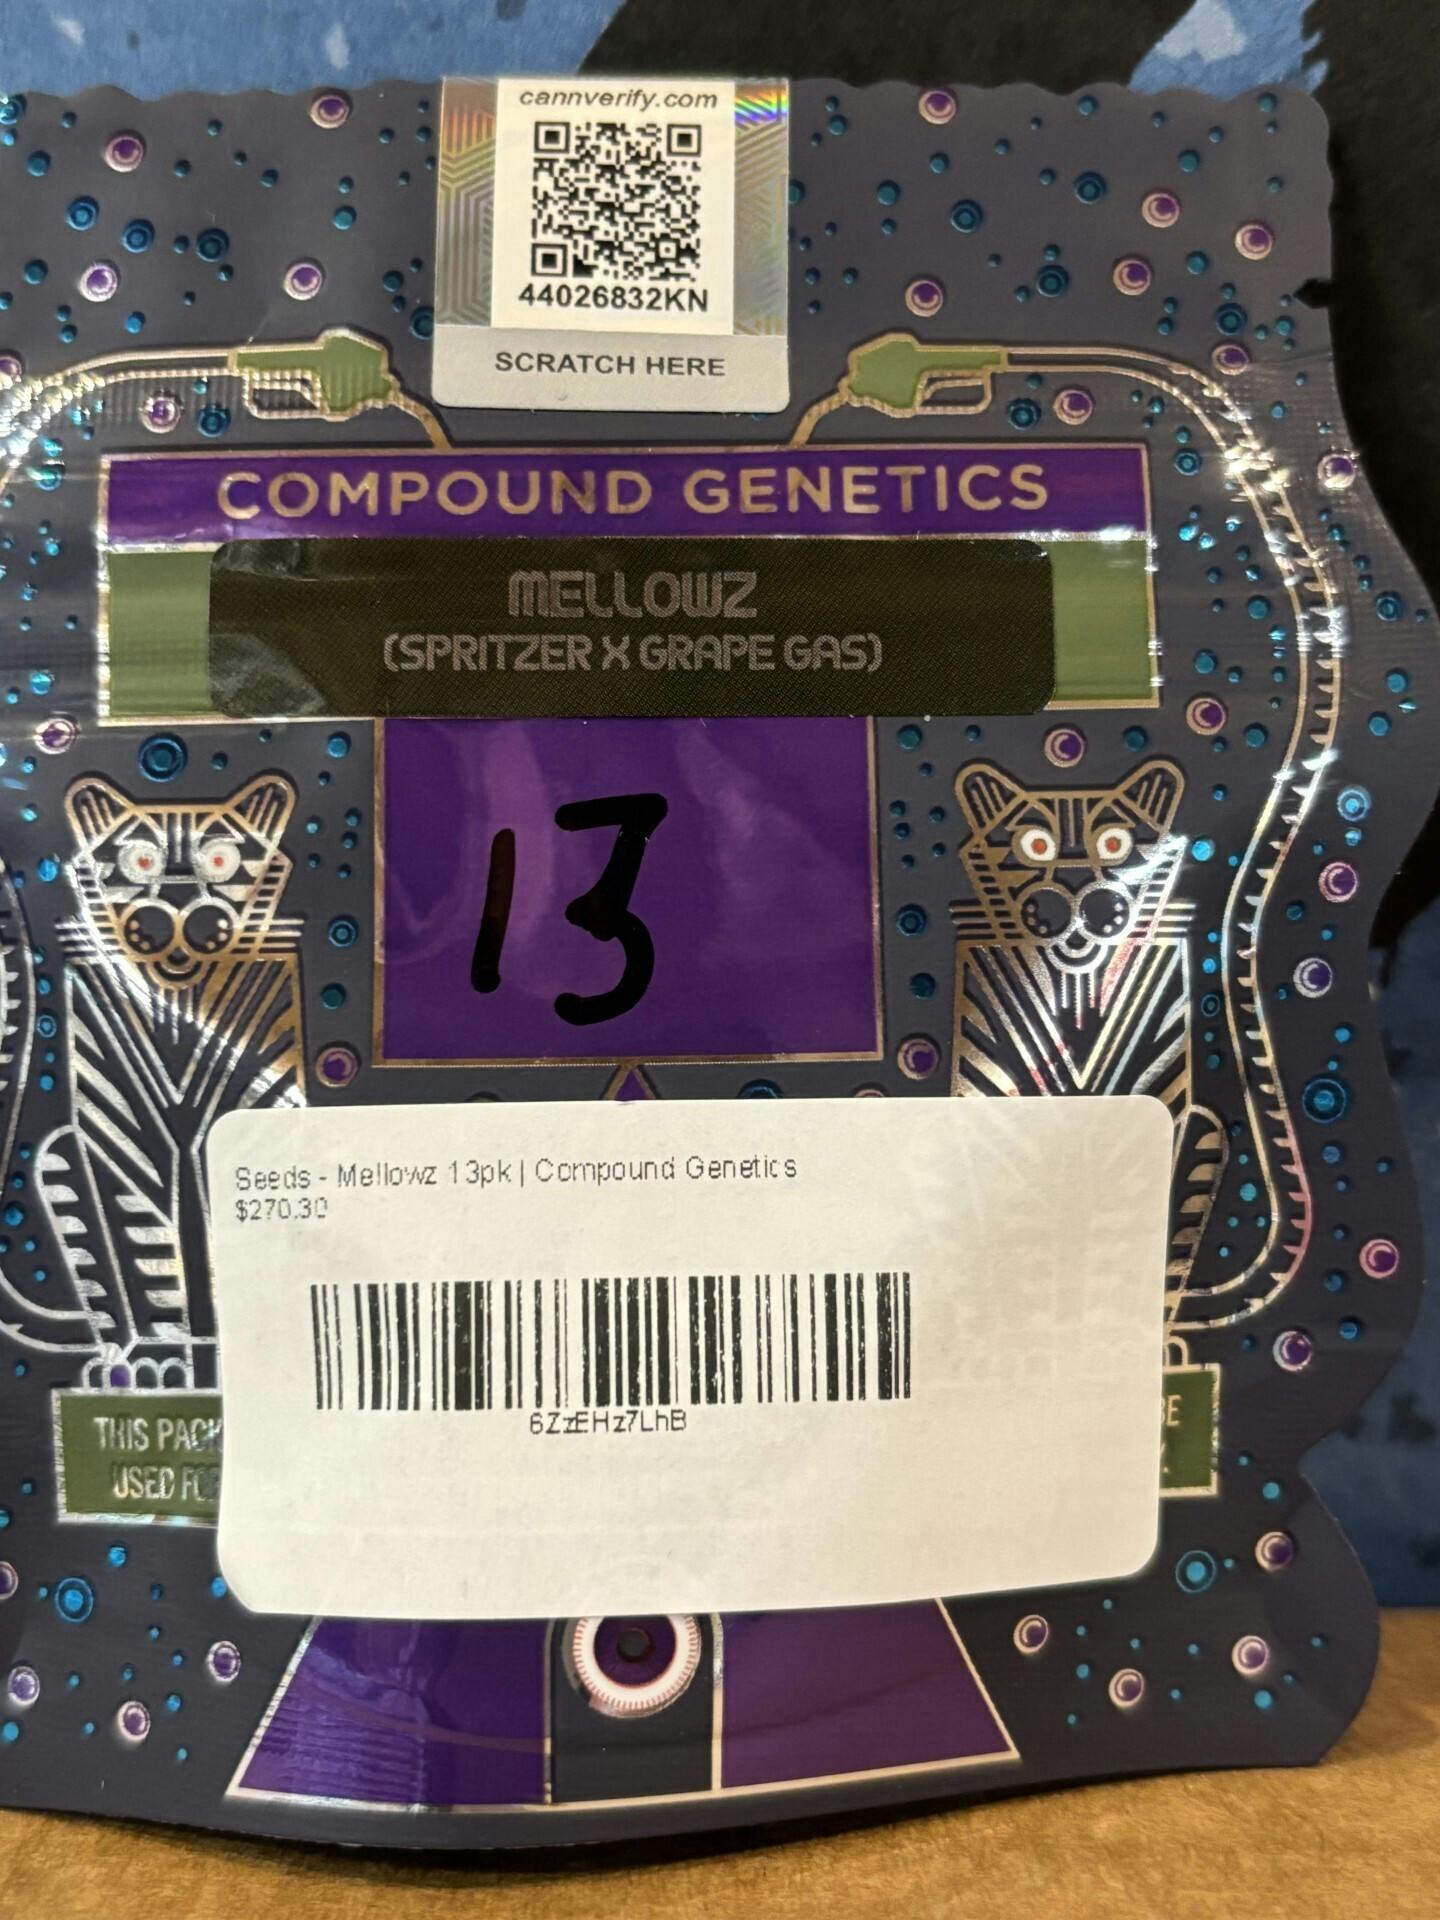 cannverify.com
44026832KN
SCRATCH HERE
COMPOUND GENETICS
MELLOWZ
(SPRITZER X GRAPE GAS)
13
Seeds - Mellowz 13pk | Compound Genetics
$270.30
6ZzEHz7LhB
THIS PACK
USED FO
BE